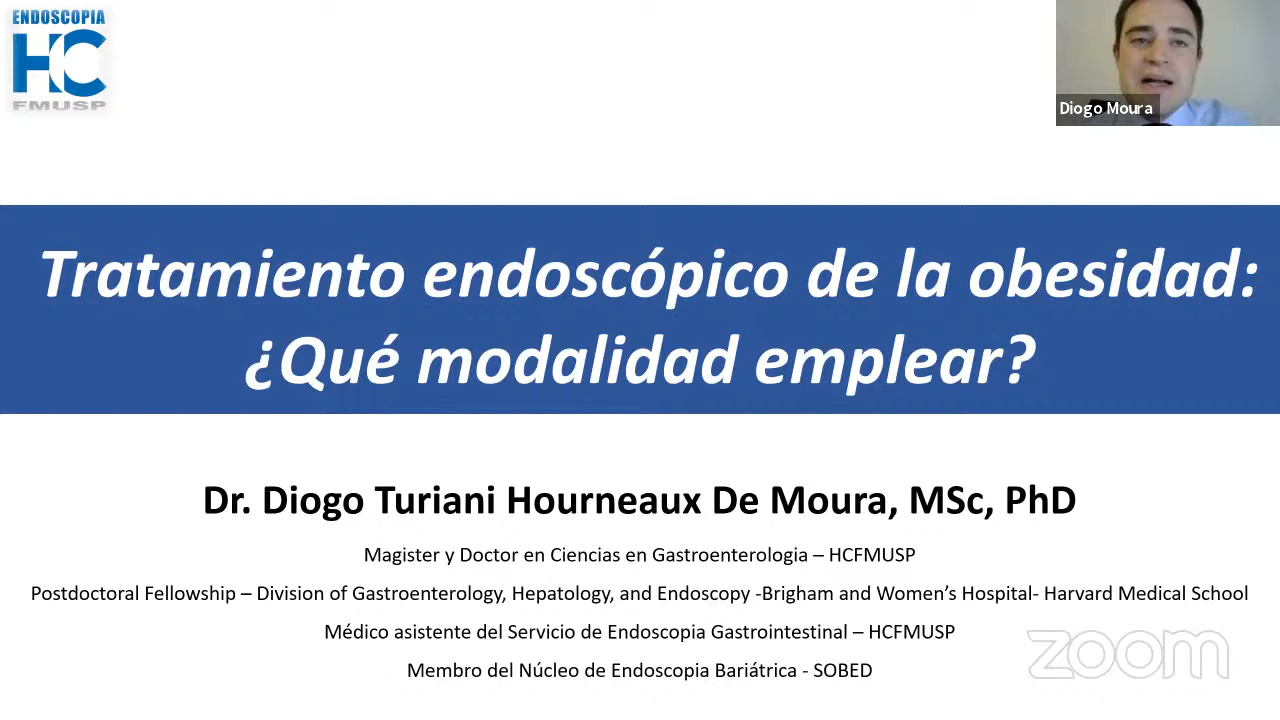 ENDOSCOPIA
HC
FMUSP
Diogo Moura
Tratamiento endoscópico de la obesidad:
¿Qué modalidad emplear?
Dr. Diogo Turiani Hourneaux De Moura, MSc, PhD
Magister y Doctor en Ciencias en Gastroenterologia – HCFMUSP
Postdoctoral Fellowship – Division of Gastroenterology, Hepatology, and Endoscopy -Brigham and Women’s Hospital- Harvard Medical School
Médico asistente del Servicio de Endoscopia Gastrointestinal – HCFMUSP
Membro del Núcleo de Endoscopia Bariátrica - SOBED
zoom